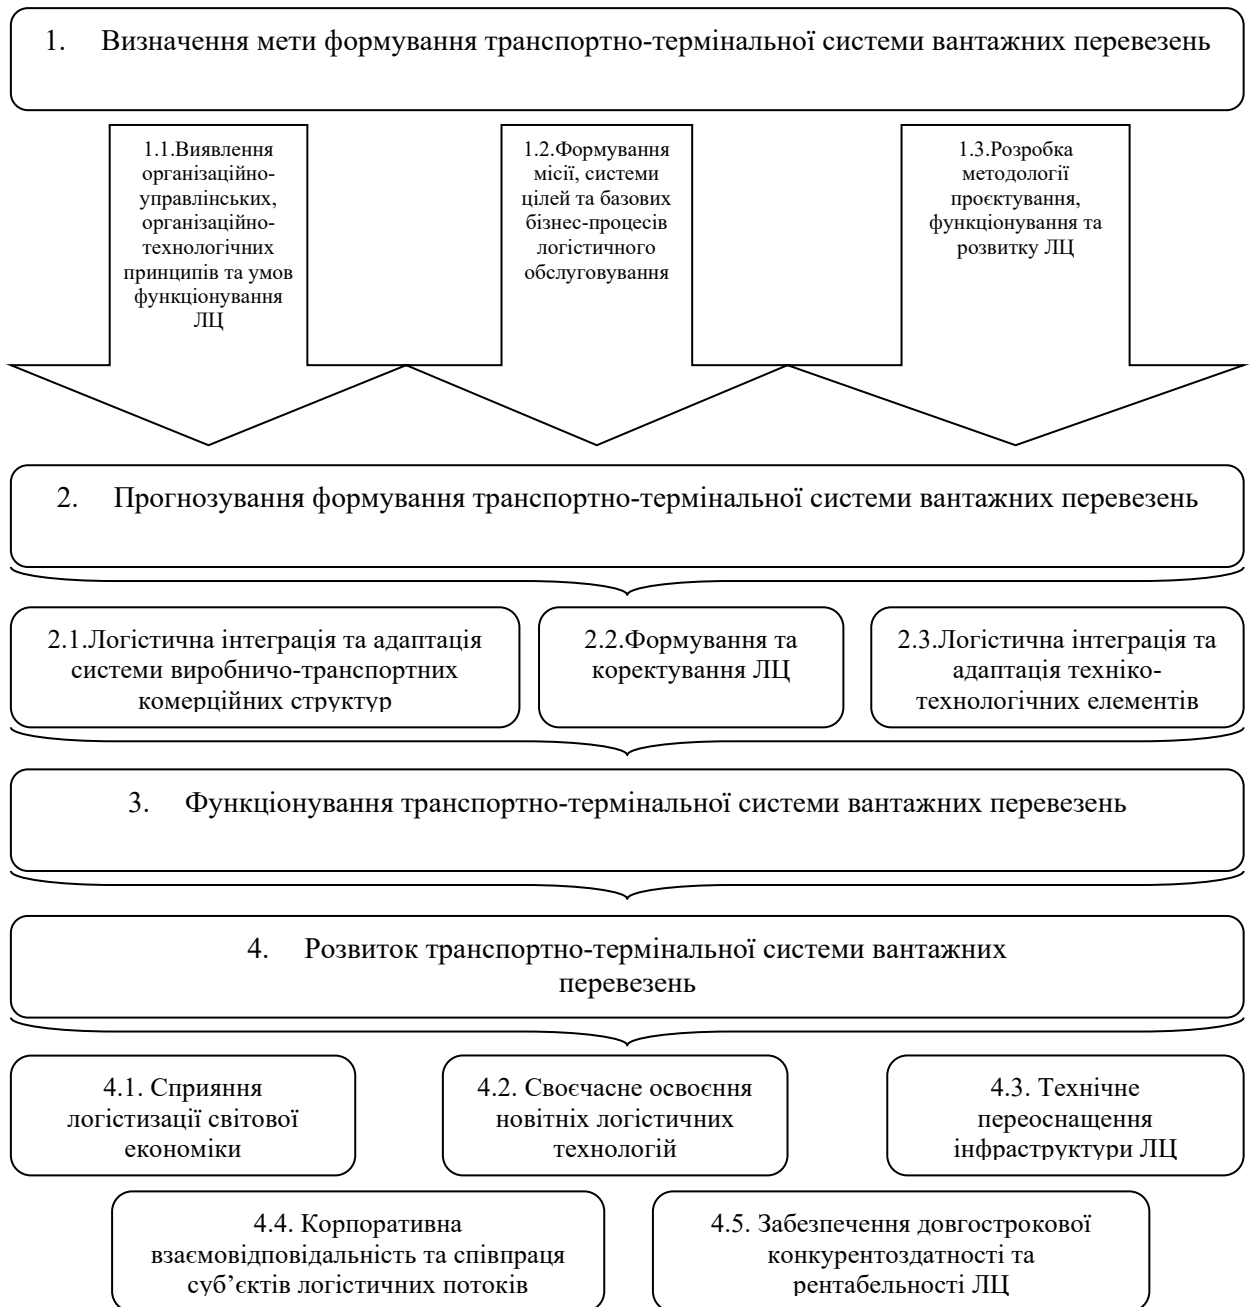 1. Визначення мети формування транспортно-термінальної системи вантажних перевезень
1.1.Виявлення
організаційно-
управлінських,
організаційно-
технологічних
принципів та умов
функціонування
ЛЦ
1.2.Формування
місії, системи
цілей та базових
бізнес-процесів
логістичного
обслуговування
1.3.Розробка
методології
проєктування,
функціонування та
розвитку ЛЦ
2. Прогнозування формування транспортно-термінальної системи вантажних перевезень
2.1.Логістична інтеграція та адаптація
системи виробничо-транспортних
комерційних структур
2.2.Формування та
коректування ЛЦ
2.3.Логістична інтеграція та
адаптація техніко-
технологічних елементів
3. Функціонування транспортно-термінальної системи вантажних перевезень
4. Розвиток транспортно-термінальної системи вантажних
перевезень
4.1. Сприяння
логістизації світової
економіки
4.2. Своєчасне освоєння
новітніх логістичних
технологій
4.3. Технічне
переоснащення
інфраструктури ЛЦ
4.4. Корпоративна
взаємовідповідальність та співпраця
суб’єктів логістичних потоків
4.5. Забезпечення довгострокової
конкурентоздатності та
рентабельності ЛЦ